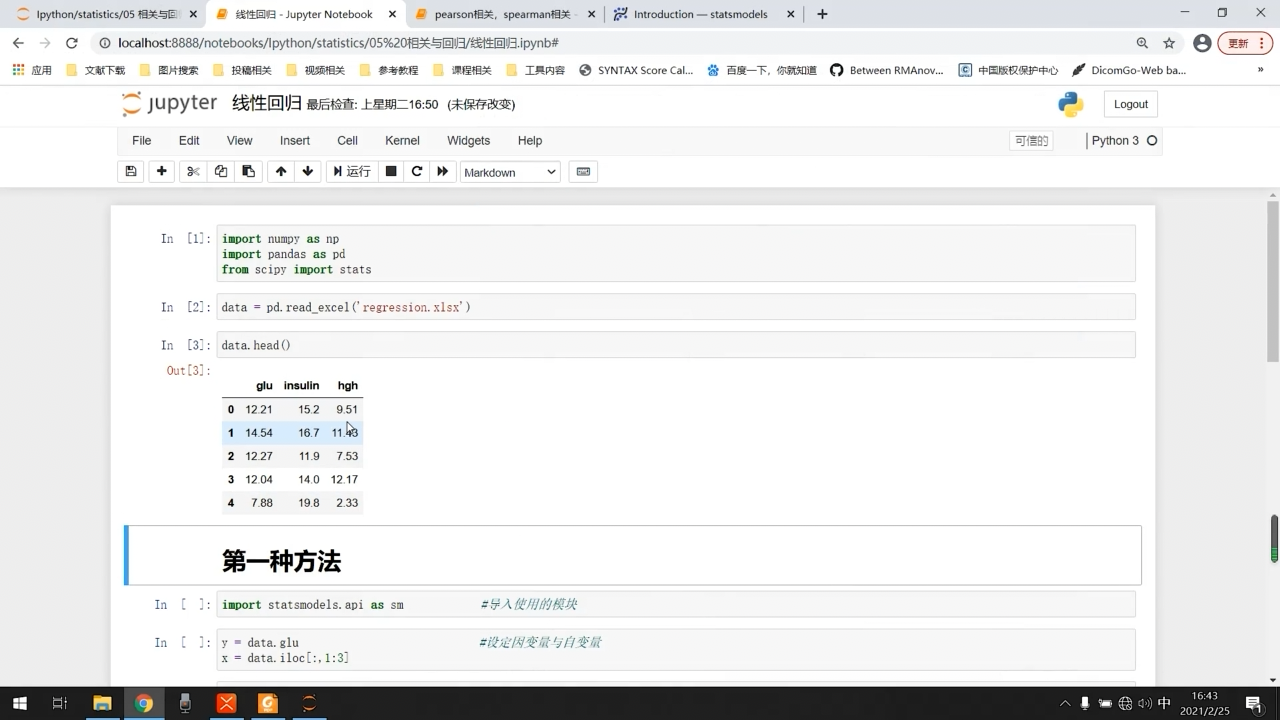 Ipython/statistics/05 相关与回
线性回归 - Jupyter Notebook
pearson相关，spearman相关 -
Introduction — statsmodels
localhost:8888/notebooks/Ipython/statistics/05%20相关与回归/线性回归.ipynb#
更新
应用 文献下载 图片搜索 投稿相关 视频相关 参考教程 课程相关 工具内容 SYNTAX Score Cal... 百度一下，你就知道 Between RMAnov... 中国版权保护中心 DicomGo-Web ba... »
jupyter 线性回归 最后检查: 上星期二16:50 (未保存改变)
Logout
File Edit View Insert Cell Kernel Widgets Help
可信的 Python 3
运行 Markdown
In [1]: import numpy as np
import pandas as pd
from scipy import stats
In [2]: data = pd.read_excel('regression.xlsx')
In [3]: data.head()
Out[3]:
glu insulin hgh
0 12.21 15.2 9.51
1 14.54 16.7 11.43
2 12.27 11.9 7.53
3 12.04 14.0 12.17
4 7.88 19.8 2.33
第一种方法
In [ ]: import statsmodels.api as sm #导入使用的模块
In [ ]: y = data.glu #设定因变量与自变量
x = data.iloc[:,1:3]
中
16:43
2021/2/25